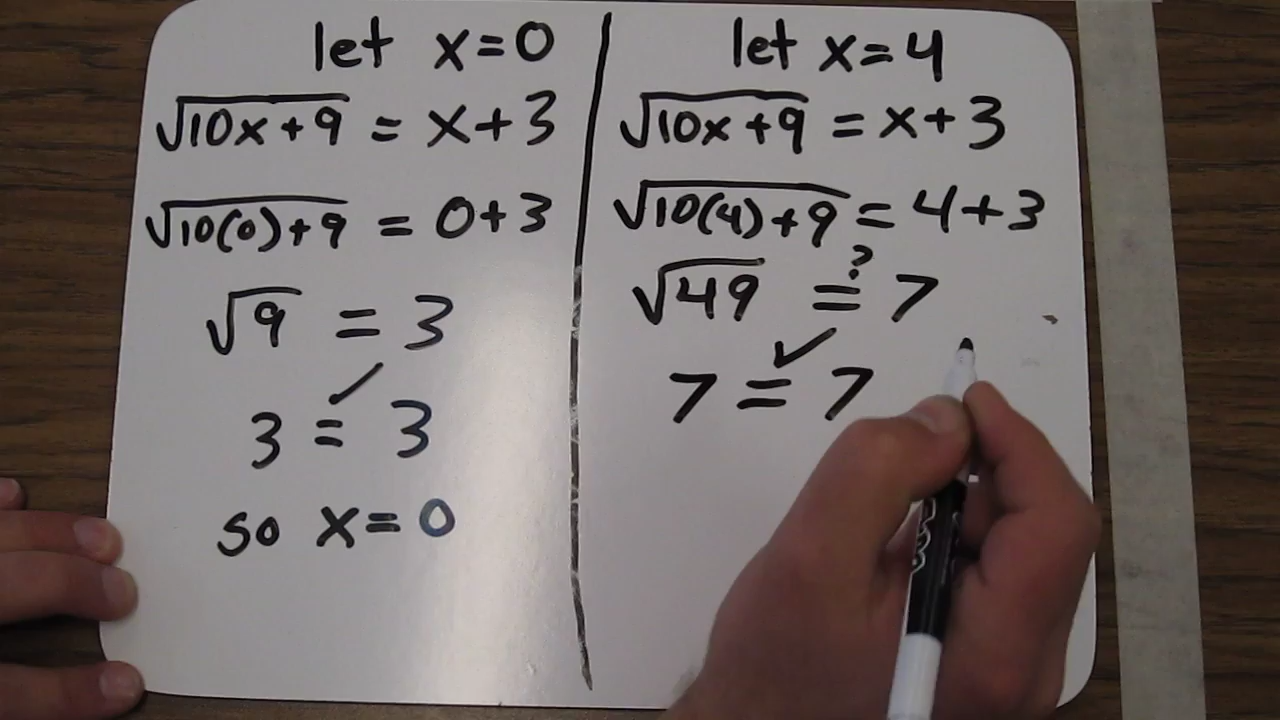 let x=0
√10x+9 = x+3
√10(0)+9 = 0+3
√9 = 3
3 = 3
so x=0
let x=4
√10x+9 = x+3
√10(4)+9 = 4+3
√49 =? 7
✓
7 = 7